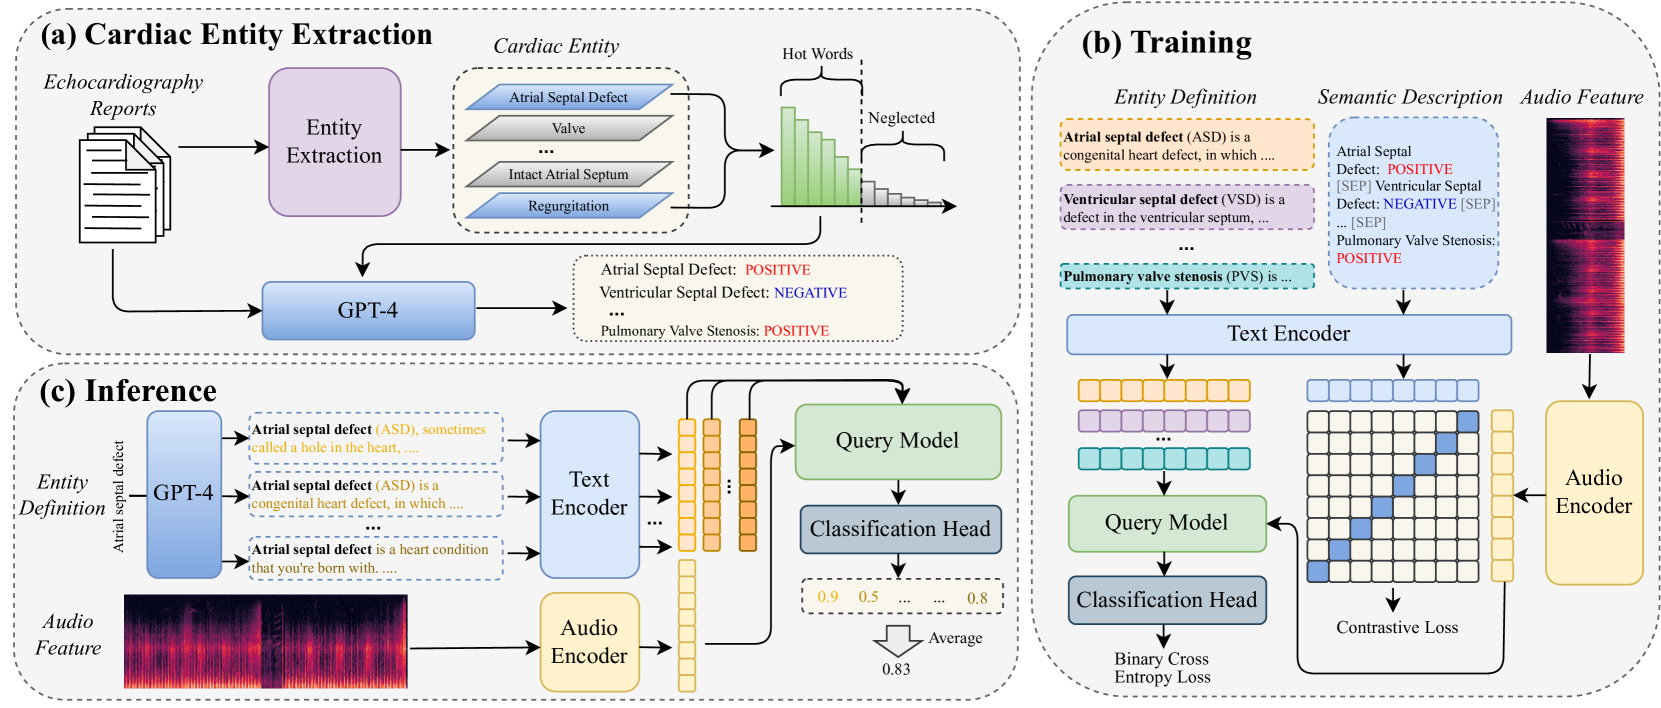 (a) Cardiac Entity Extraction
Echocardiography
Reports
Entity
Extraction
Cardiac Entity
Atrial Septal Defect
Valve
...
Intact Atrial Septum
Regurgitation
Hot Words
Neglected
GPT-4
Atrial Septal Defect: POSITIVE
Ventricular Septal Defect: NEGATIVE
...
Pulmonary Valve Stenosis: POSITIVE
(b) Training
Entity Definition
Semantic Description
Audio Feature
Atrial septal defect (ASD) is a
congenital heart defect, in which ....
Ventricular septal defect (VSD) is a
defect in the ventricular septum, ...
...
Pulmonary valve stenosis (PVS) is ...
Atrial Septal
Defect: POSITIVE
[SEP] Ventricular Septal
Defect: NEGATIVE [SEP]
... [SEP]
Pulmonary Valve Stenosis:
POSITIVE
Text Encoder
...
Query Model
Classification Head
Binary Cross
Entropy Loss
Contrastive Loss
Audio
Encoder
(c) Inference
Entity
Definition
Atrial septal defect
GPT-4
Atrial septal defect (ASD), sometimes
called a hole in the heart, ....
Atrial septal defect (ASD) is a
congenital heart defect, in which ....
...
Atrial septal defect is a heart condition
that you're born with. ....
Text
Encoder
...
...
Audio
Feature
Audio
Encoder
Query Model
Classification Head
0.9 0.5 ... ... 0.8
Average
0.83